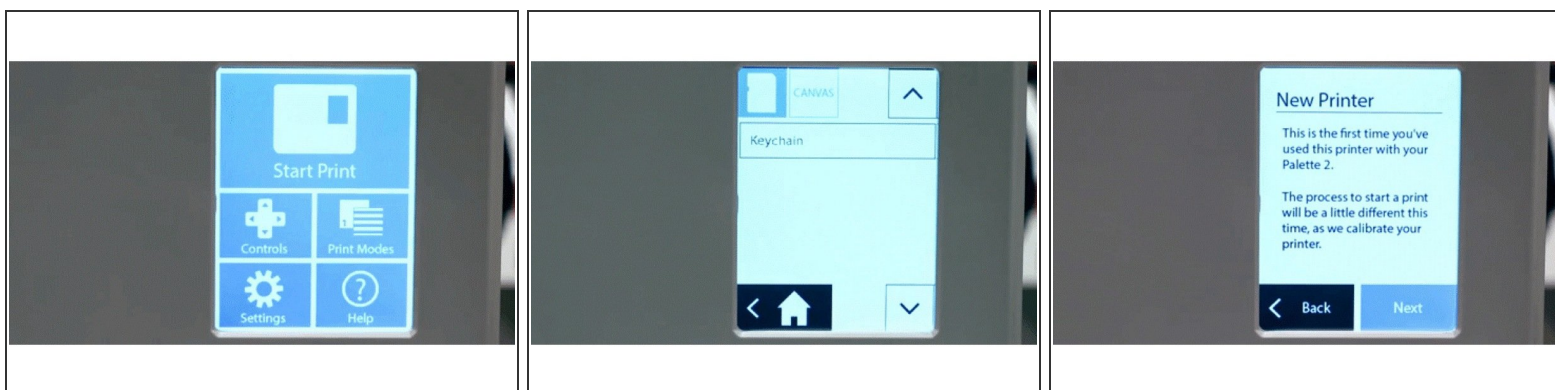 Start Print
Controls
Print Modes
Settings
Help
CANVAS
Keychain
New Printer
This is the first time you've
used this printer with your
Palette 2.
The process to start a print
will be a little different this
time, as we calibrate your
printer.
Back
Next